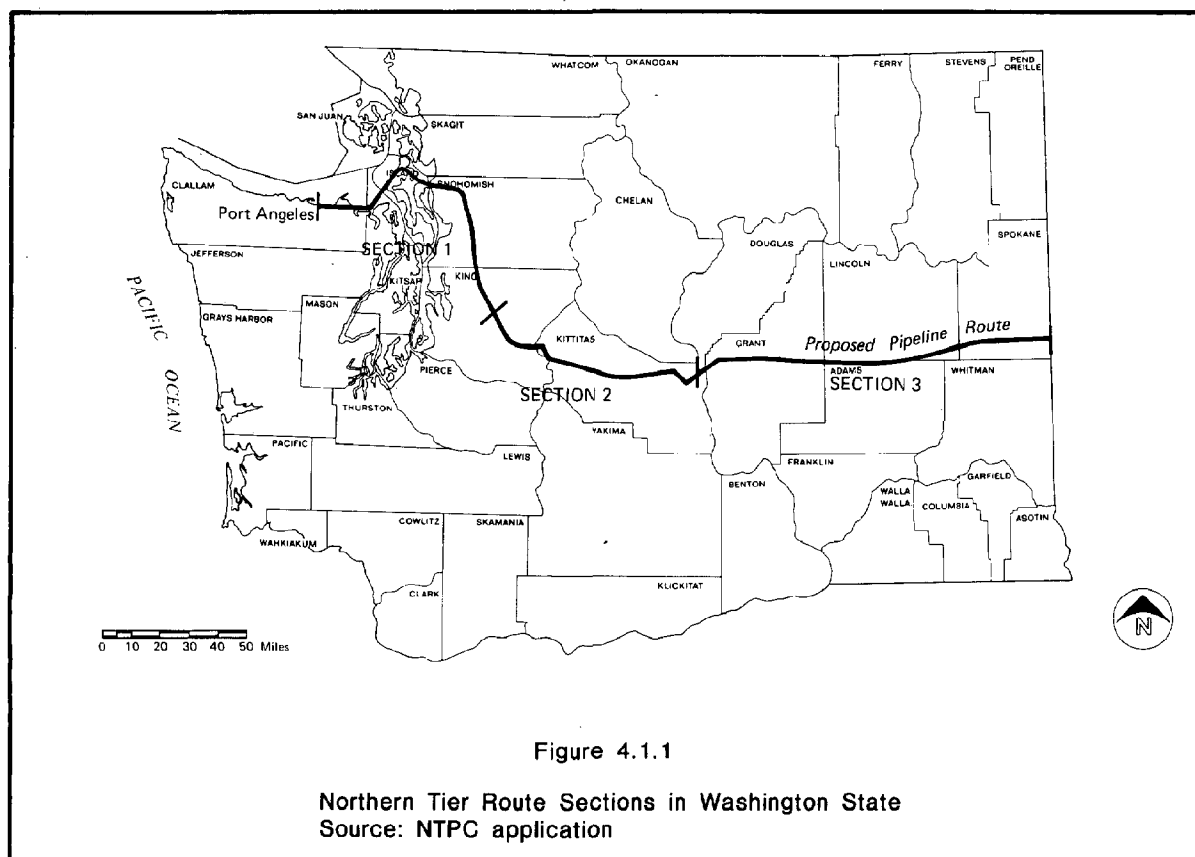 WHATCOM
OKANOGAN
FERRY
STEVENS
PEND
OREILLE
SAN JUAN
SKAGIT
CLALLAM
ISLAND
SNOHOMISH
Port Angeles
CHELAN
SPOKANE
SECTION 1
DOUGLAS
JEFFERSON
LINCOLN
KITSAP
KING
PACIFIC OCEAN
MASON
GRAYS HARBOR
KITTITAS
GRANT
Proposed Pipeline Route
PIERCE
ADAMS
WHITMAN
SECTION 3
SECTION 2
THURSTON
YAKIMA
PACIFIC
LEWIS
FRANKLIN
BENTON
GARFIELD
WALLA
WALLA
COLUMBIA
ASOTIN
COWLITZ
SKAMANIA
WAHKIAKUM
KLICKITAT
CLARK
N
0 10 20 30 40 50 Miles
Figure 4.1.1
Northern Tier Route Sections in Washington State
Source: NTPC application